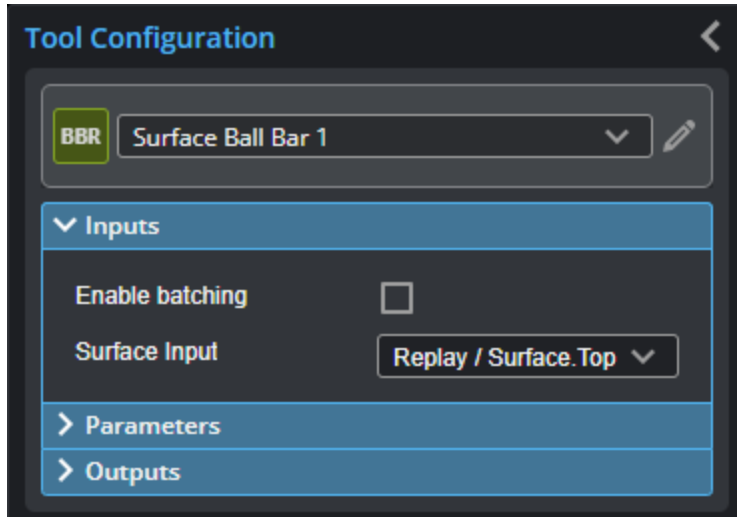 Tool Configuration
BBR Surface Ball Bar 1
Inputs
Enable batching
Surface Input Replay / Surface.Top
Parameters
Outputs